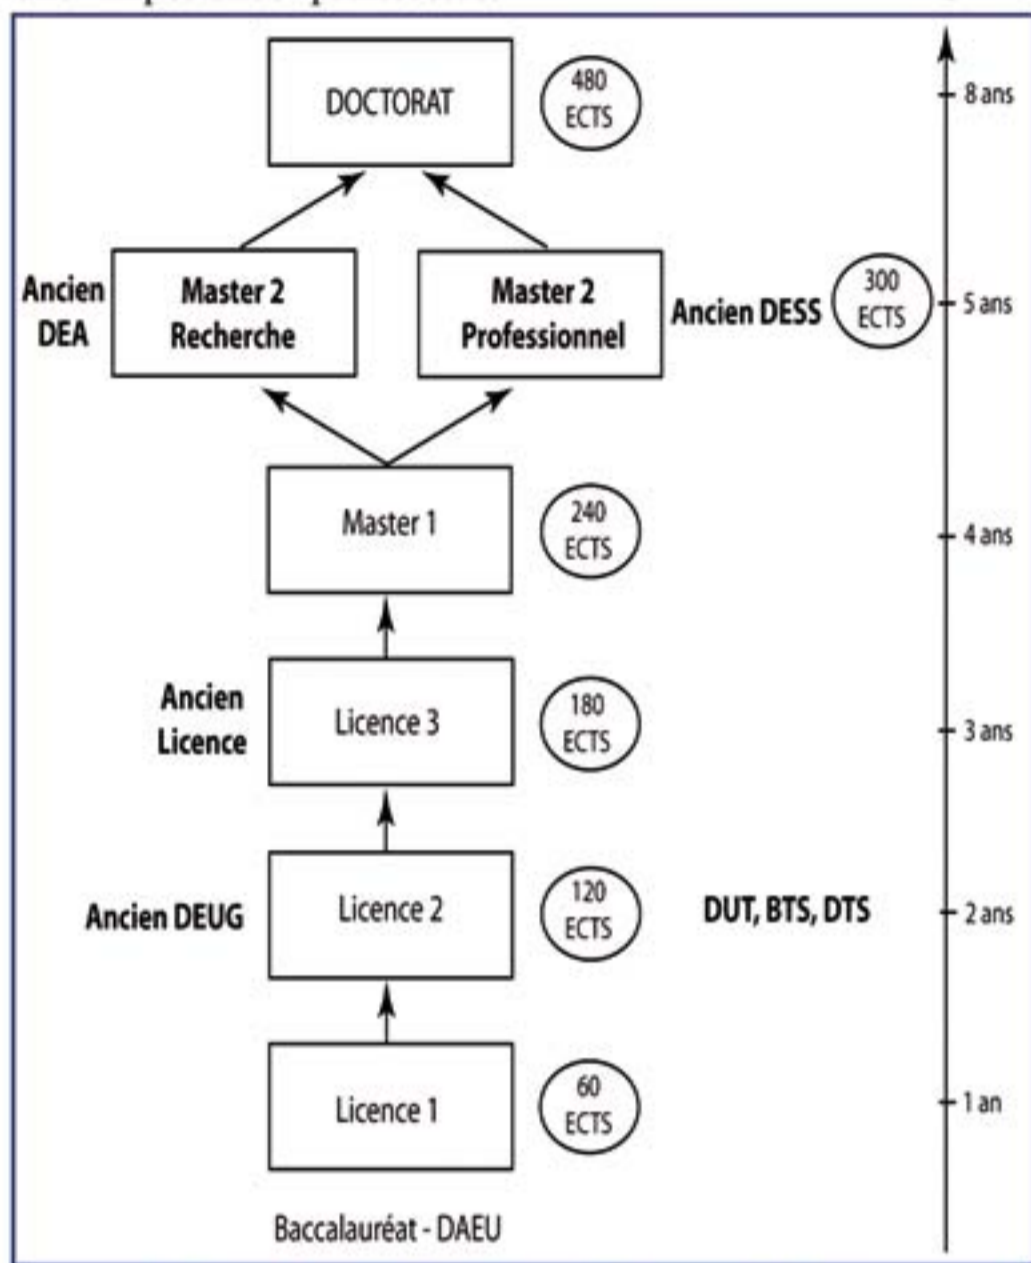 DOCTORAT
480
ECTS
8 ans
Ancien
DEA
Master 2
Recherche
Master 2
Professionnel
Ancien DESS
300
ECTS
5 ans
Master 1
240
ECTS
4 ans
Ancien
Licence
Licence 3
180
ECTS
3 ans
Ancien DEUG
Licence 2
120
ECTS
DUT, BTS, DTS
2 ans
Licence 1
60
ECTS
1 an
Baccalauréat - DAEU